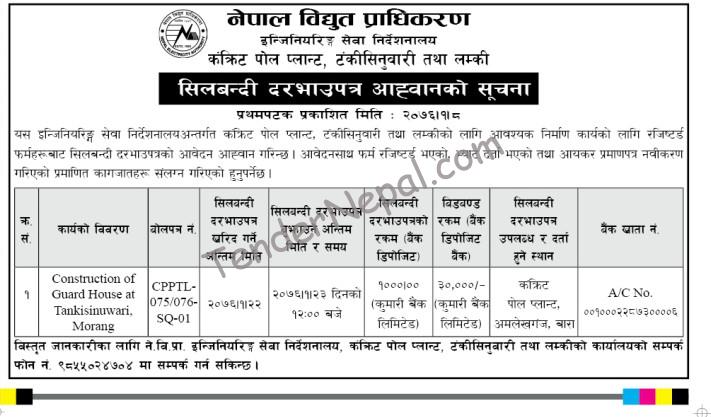 नेपाल विद्युत प्राधिकरण
इन्जिनियरिङ्ग सेवा निर्देशनालय
कंक्रिट पोल प्लान्ट, टंकीसिनुवारी तथा लम्की
सिलबन्दी दरभाउपत्र आह्वानको सूचना
प्रथमपटक प्रकाशित मिति : २०७६।१।८
यस इन्जिनियरिङ्ग सेवा निर्देशनालयअन्तर्गत कंक्रिट पोल प्लान्ट, टंकीसिनुवारी तथा लम्कीको लागि आवश्यक निर्माण कार्यको लागि रजिष्टर्ड
फर्महरूबाट सिलबन्दी दरभाउपत्रको आवेदन आह्वान गरिन्छ। आवेदनसाथ फर्म रजिष्टर्ड भएको, भ्याट दर्ता भएको तथा आयकर प्रमाणपत्र नवीकरण
गरिएको प्रमाणित कागजातहरू संलग्न गरिएको हुनुपर्नेछ।
क्र. सं.
कार्यको विवरण
बोलपत्र नं.
सिलबन्दी दरभाउपत्र खरिद गर्ने अन्तिम मिति
सिलबन्दी दरभाउपत्र बुझाउने अन्तिम मिति र समय
सिलबन्दी दरभाउपत्रको रकम (बैंक डिपोजिट)
बिडबण्ड रकम (बैंक डिपोजिट बैंक)
सिलबन्दी दरभाउपत्र उपलब्ध र दर्ता हुने स्थान
बैंक खाता नं.
१
Construction of Guard House at Tankisinuwari, Morang
CPPTL-075/076-SQ-01
२०७६।१।२२
२०७६।१।२३ दिनको १२:०० बजे
१०००।०० (कुमारी बैंक लिमिटेड)
३०,०००/- (कुमारी बैंक लिमिटेड)
कंक्रिट पोल प्लान्ट, अमलेखगंज, बारा
A/C No. ००१०००२२८७३००००६
विस्तृत जानकारीका लागि ने.वि.प्रा. इन्जिनियरिङ्ग सेवा निर्देशनालय, कंक्रिट पोल प्लान्ट, टंकीसिनुवारी तथा लम्कीको कार्यालयको सम्पर्क
फोन नं. ९८५५०२४७०४ मा सम्पर्क गर्न सकिन्छ।
TenderNepal.com